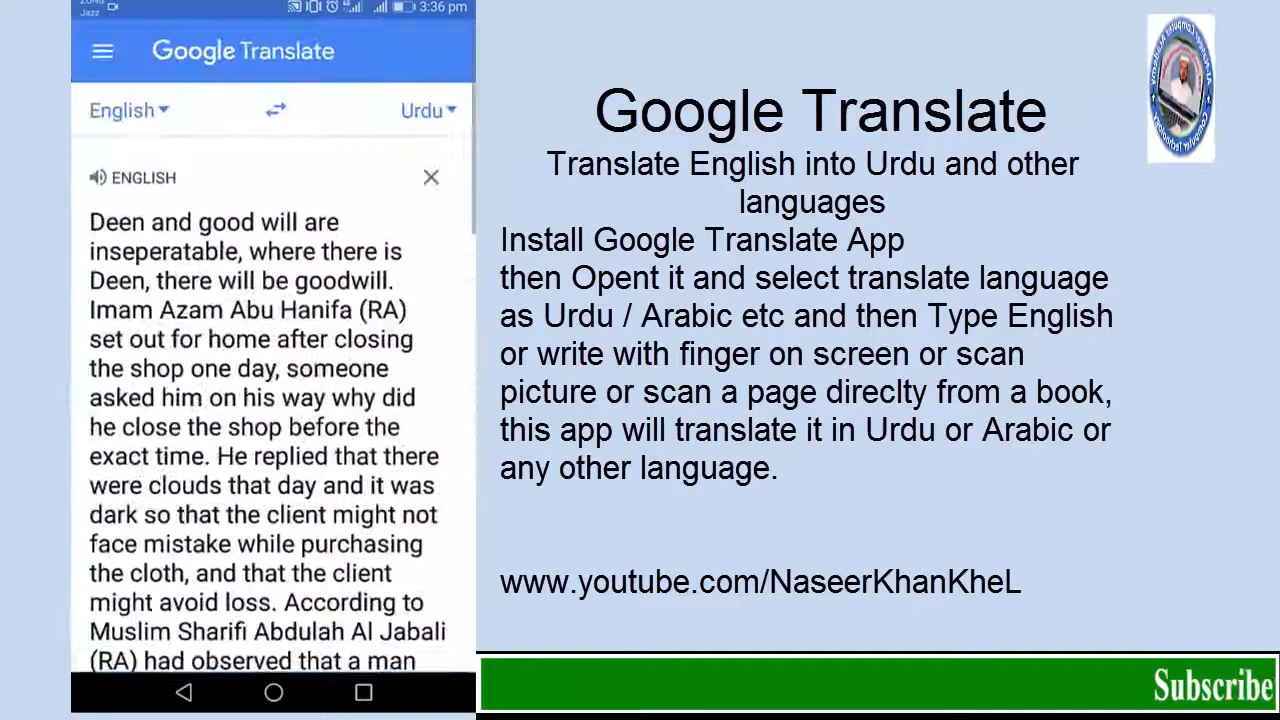 ZONG
Jazz
3:36 pm
Google Translate
English
Urdu
ENGLISH
Deen and good will are
inseperatable, where there is
Deen, there will be goodwill.
Imam Azam Abu Hanifa (RA)
set out for home after closing
the shop one day, someone
asked him on his way why did
he close the shop before the
exact time. He replied that there
were clouds that day and it was
dark so that the client might not
face mistake while purchasing
the cloth, and that the client
might avoid loss. According to
Muslim Sharifi Abdulah Al Jabali
(RA) had observed that a man
Google Translate
Translate English into Urdu and other
languages
Install Google Translate App
then Opent it and select translate language
as Urdu / Arabic etc and then Type English
or write with finger on screen or scan
picture or scan a page direclty from a book,
this app will translate it in Urdu or Arabic or
any other language.
www.youtube.com/NaseerKhanKheL
Subscribe